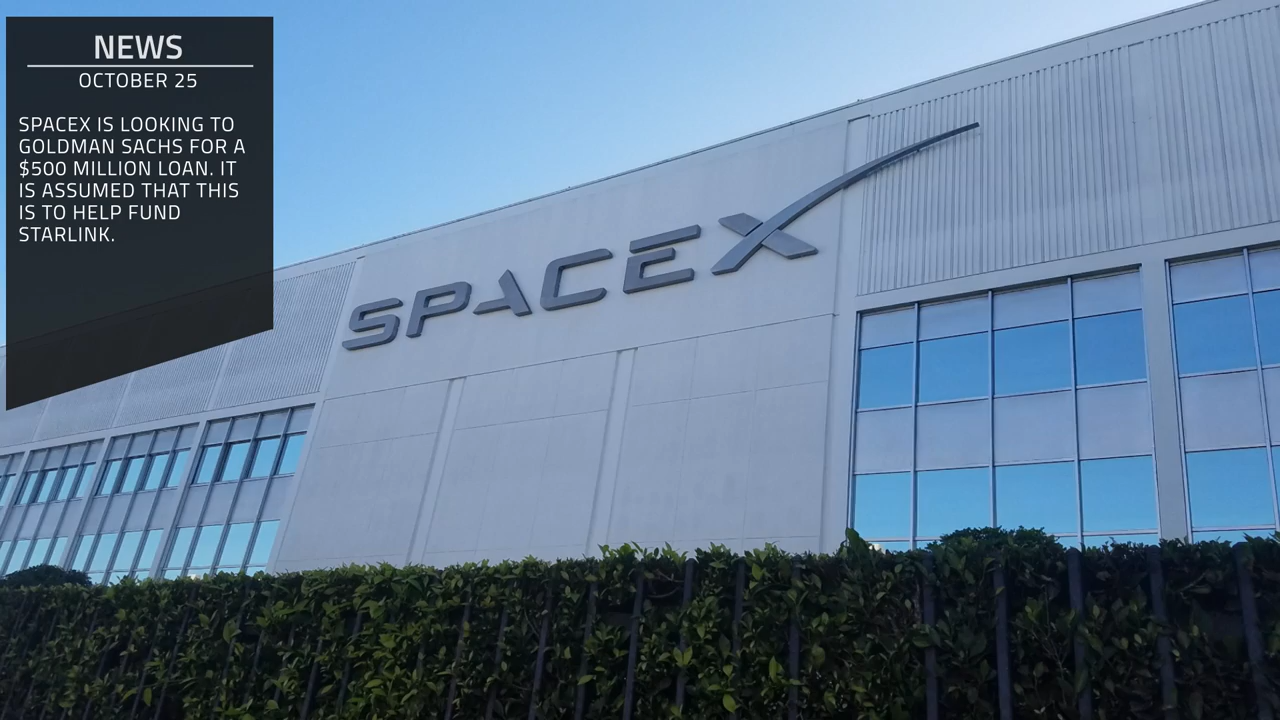 NEWS
OCTOBER 25
SPACEX IS LOOKING TO
GOLDMAN SACHS FOR A
$500 MILLION LOAN. IT
IS ASSUMED THAT THIS
IS TO HELP FUND
STARLINK.
SPACEX